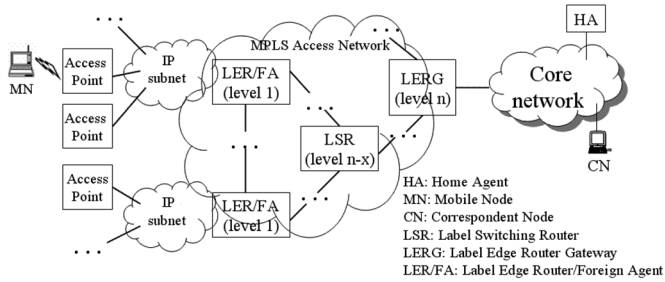 HA
MPLS Access Network
Access
Point
IP
subnet
LER/FA
(level 1)
LERG
(level n)
Core
network
MN
Access
Point
LSR
(level n-x)
CN
Access
Point
IP
subnet
LER/FA
(level 1)
HA: Home Agent
MN: Mobile Node
CN: Correspondent Node
LSR: Label Switching Router
LERG: Label Edge Router Gateway
LER/FA: Label Edge Router/Foreign Agent